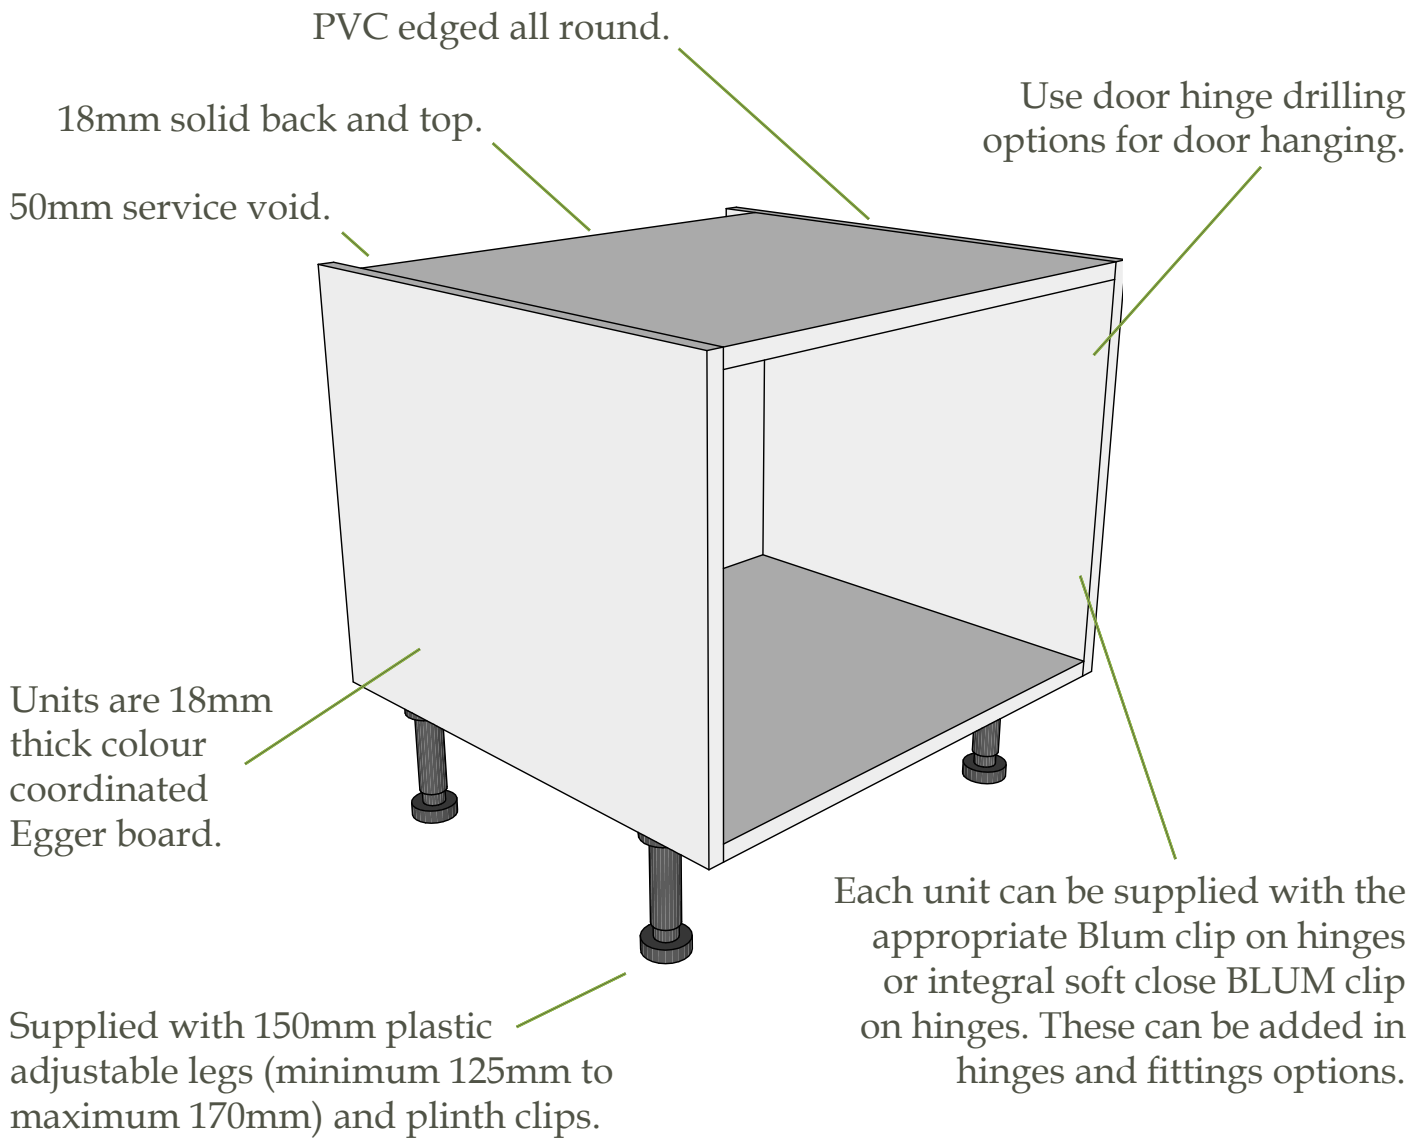 PVC edged all round.
Use door hinge drilling
options for door hanging.
18mm solid back and top.
50mm service void.
Units are 18mm
thick colour
coordinated
Egger board.
Each unit can be supplied with the
appropriate Blum clip on hinges
or integral soft close BLUM clip
on hinges. These can be added in
hinges and fittings options.
Supplied with 150mm plastic
adjustable legs (minimum 125mm to
maximum 170mm) and plinth clips.